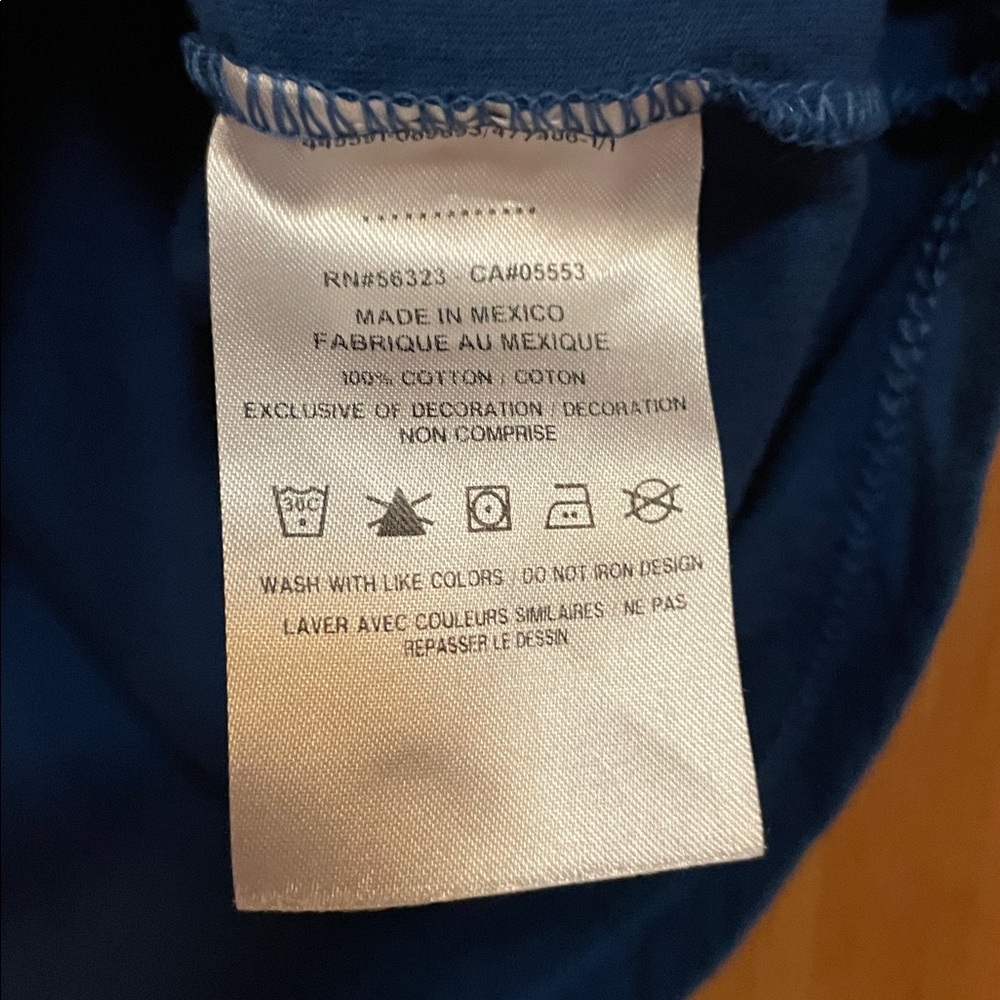 RN#56323 CA#05553
MADE IN MEXICO
FABRIQUE AU MEXIQUE
100% COTTON / COTON
EXCLUSIVE OF DECORATION / DECORATION
NON COMPRISE
30C
WASH WITH LIKE COLORS / DO NOT IRON DESIGN
LAVER AVEC COULEURS SIMILAIRES / NE PAS
REPASSER LE DESSIN